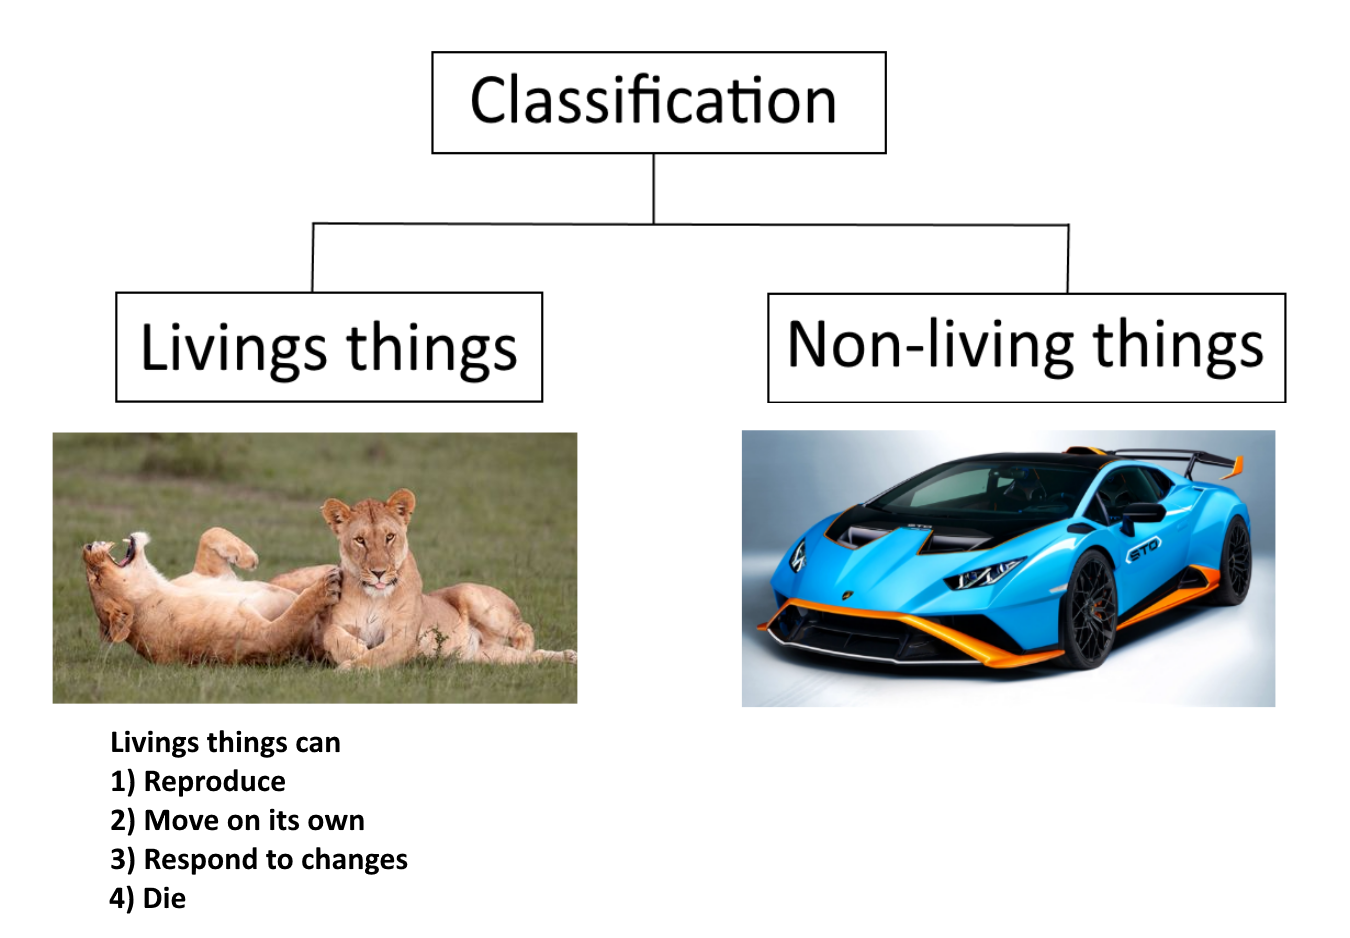 Classification
Livings things
Non-living things
STO
STO
Livings things can
1) Reproduce
2) Move on its own
3) Respond to changes
4) Die